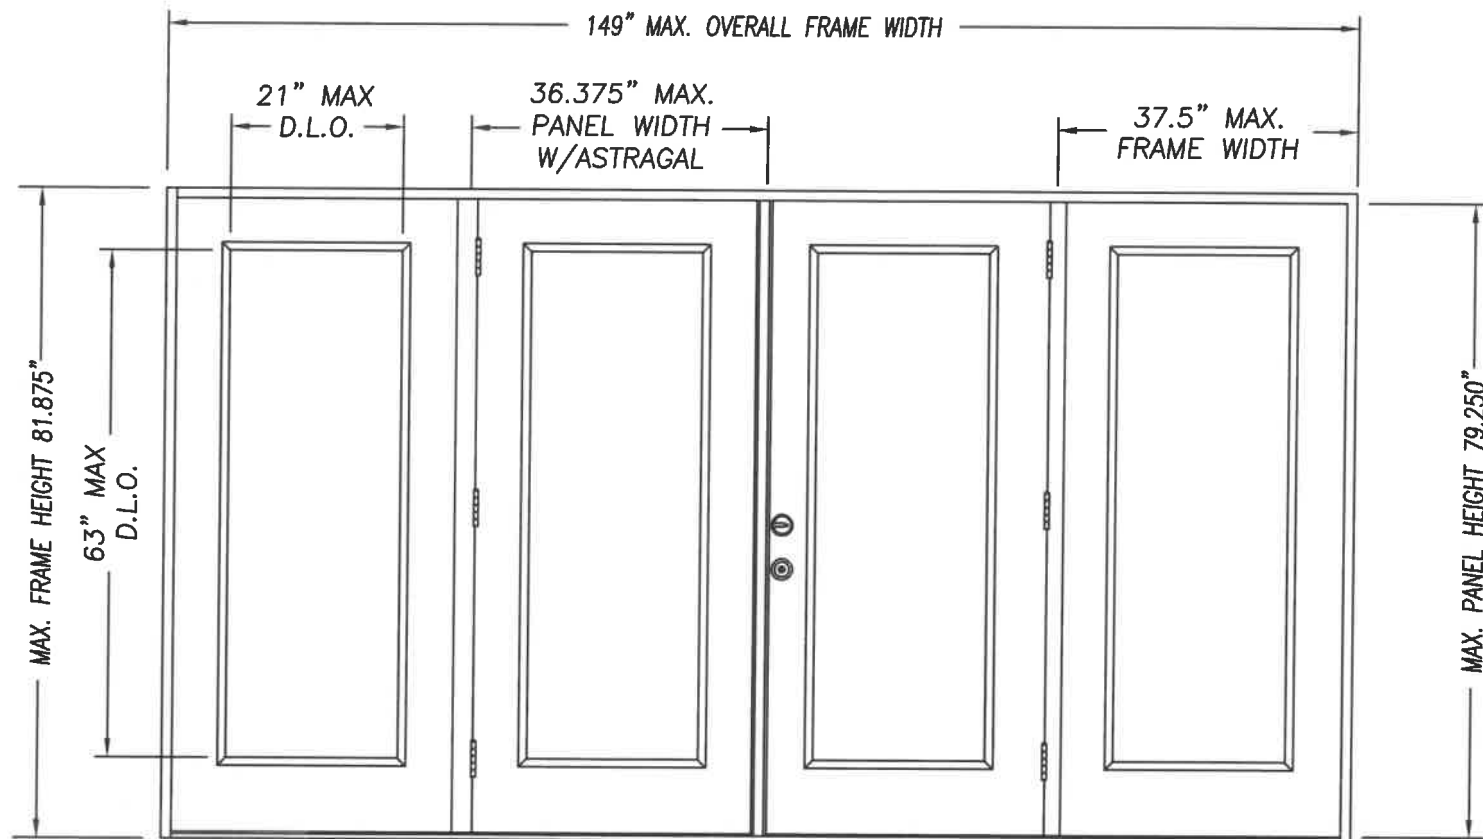 149" MAX. OVERALL FRAME WIDTH
21" MAX
D.L.O.
36.375" MAX.
PANEL WIDTH
W/ASTRAGAL
37.5" MAX.
FRAME WIDTH
MAX. FRAME HEIGHT 81.875"
63" MAX
D.L.O.
MAX. PANEL HEIGHT 79.250"